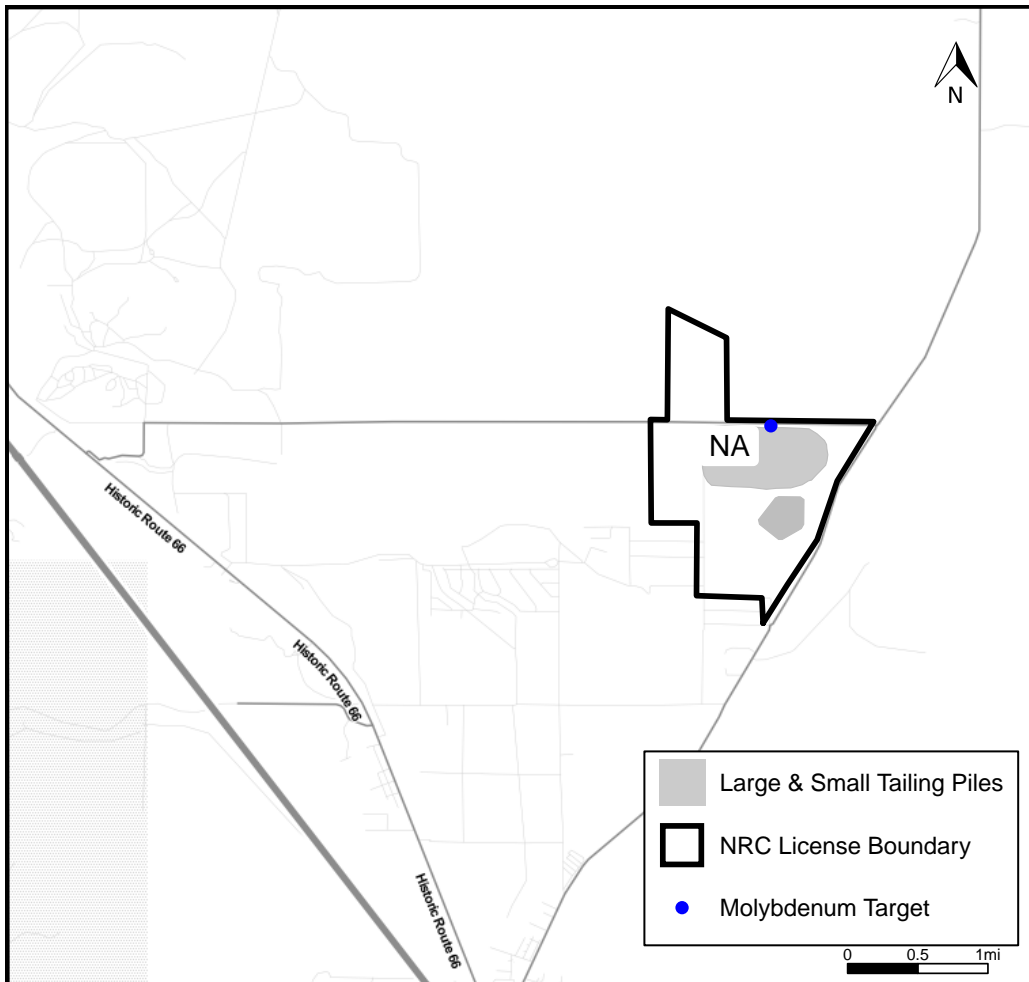 N
NA
Historic Route 66
Historic Route 66
Historic Route 66
Large & Small Tailing Piles
NRC License Boundary
Molybdenum Target
0 0.5 1mi